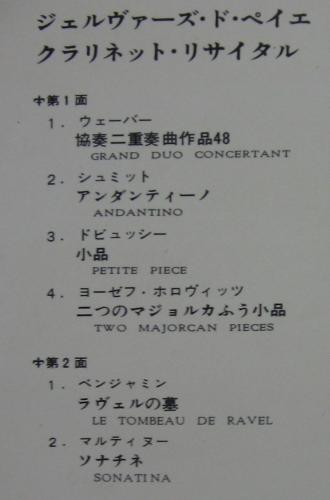 ジェルヴァーズ・ド・ペイエ
クラリネット・リサイタル
中第1面
1. ウェーバー
協奏二重奏曲作品48
GRAND DUO CONCERTANT
2. シュミット
アンダンティーノ
ANDANTINO
3. ドビュッシー
小品
PETITE PIECE
4. ヨーゼフ・ホロヴィッツ
二つのマジョルカふう小品
TWO MAJORCAN PIECES
中第2面
1. ベンジャミン
ラヴェルの墓
LE TOMBEAU DE RAVEL
2. マルティヌー
ソナチネ
SONATINA